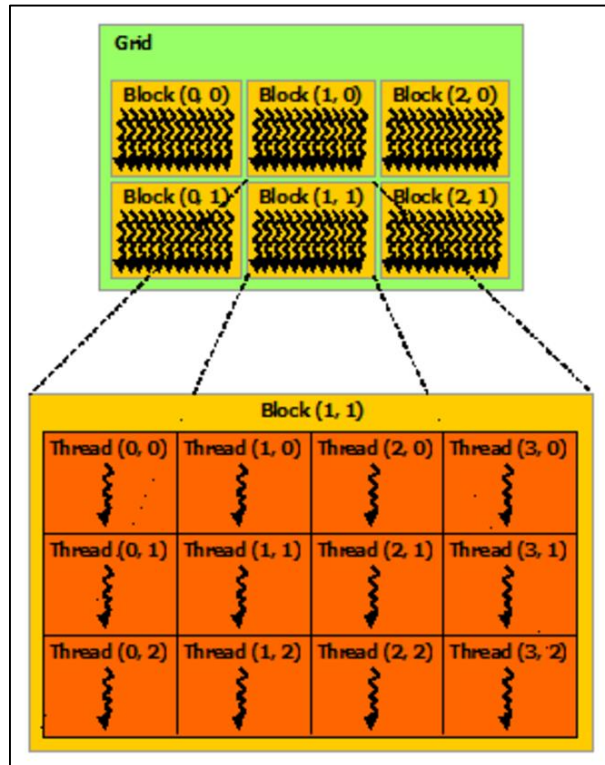 Grid
Block (0, 0) Block (1, 0) Block (2, 0)
Block (0, 1) Block (1, 1) Block (2, 1)
Block (1, 1)
Thread (0, 0) Thread (1, 0) Thread (2, 0) Thread (3, 0)
Thread (0, 1) Thread (1, 1) Thread (2, 1) Thread (3, 1)
Thread (0, 2) Thread (1, 2) Thread (2, 2) Thread (3, 2)